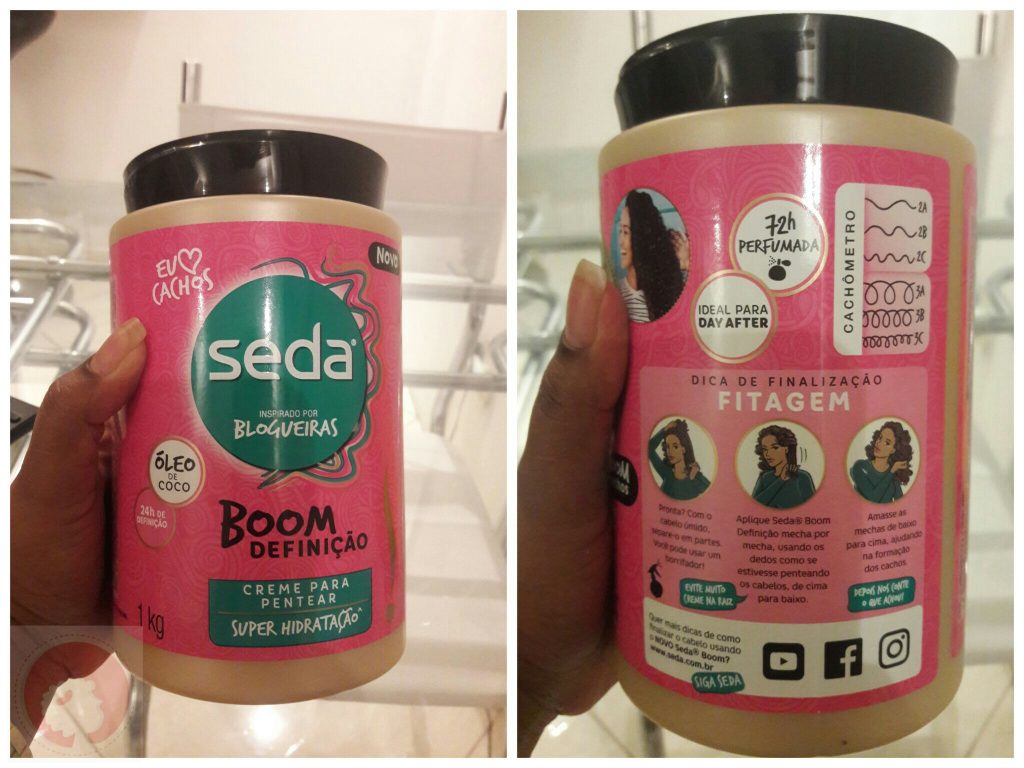 EU
CACHOS
NOVO
seda
INSPIRADO POR
BLOGUEIRAS
ÓLEO
DE
COCO
24h DE
DEFINIÇÃO
BOOM
DEFINIÇÃO
CREME PARA
PENTEAR
SUPER HIDRATAÇÃO^
1 kg
72h
PERFUMADA
IDEAL PARA
DAY AFTER
CACHÔMETRO
2A
2B
2C
3A
3B
3C
DICA DE FINALIZAÇÃO
FITAGEM
Pronta? Com o
cabelo úmido,
separe-o em partes.
Você pode usar um
borrifador!
EVITE MUITO
CREME NA RAIZ
Aplique Seda® Boom
Definição mecha por
mecha, usando os
dedos como se
estivesse penteando
os cabelos, de cima
para baixo.
Amasse as
mechas de baixo
para cima, ajudando
na formação
dos cachos.
DEPOIS NOS CONTE
O QUE ACHOU!
Quer mais dicas de como
finalizar o cabelo usando
o NOVO Seda® Boom?
www.seda.com.br
SIGA SEDA